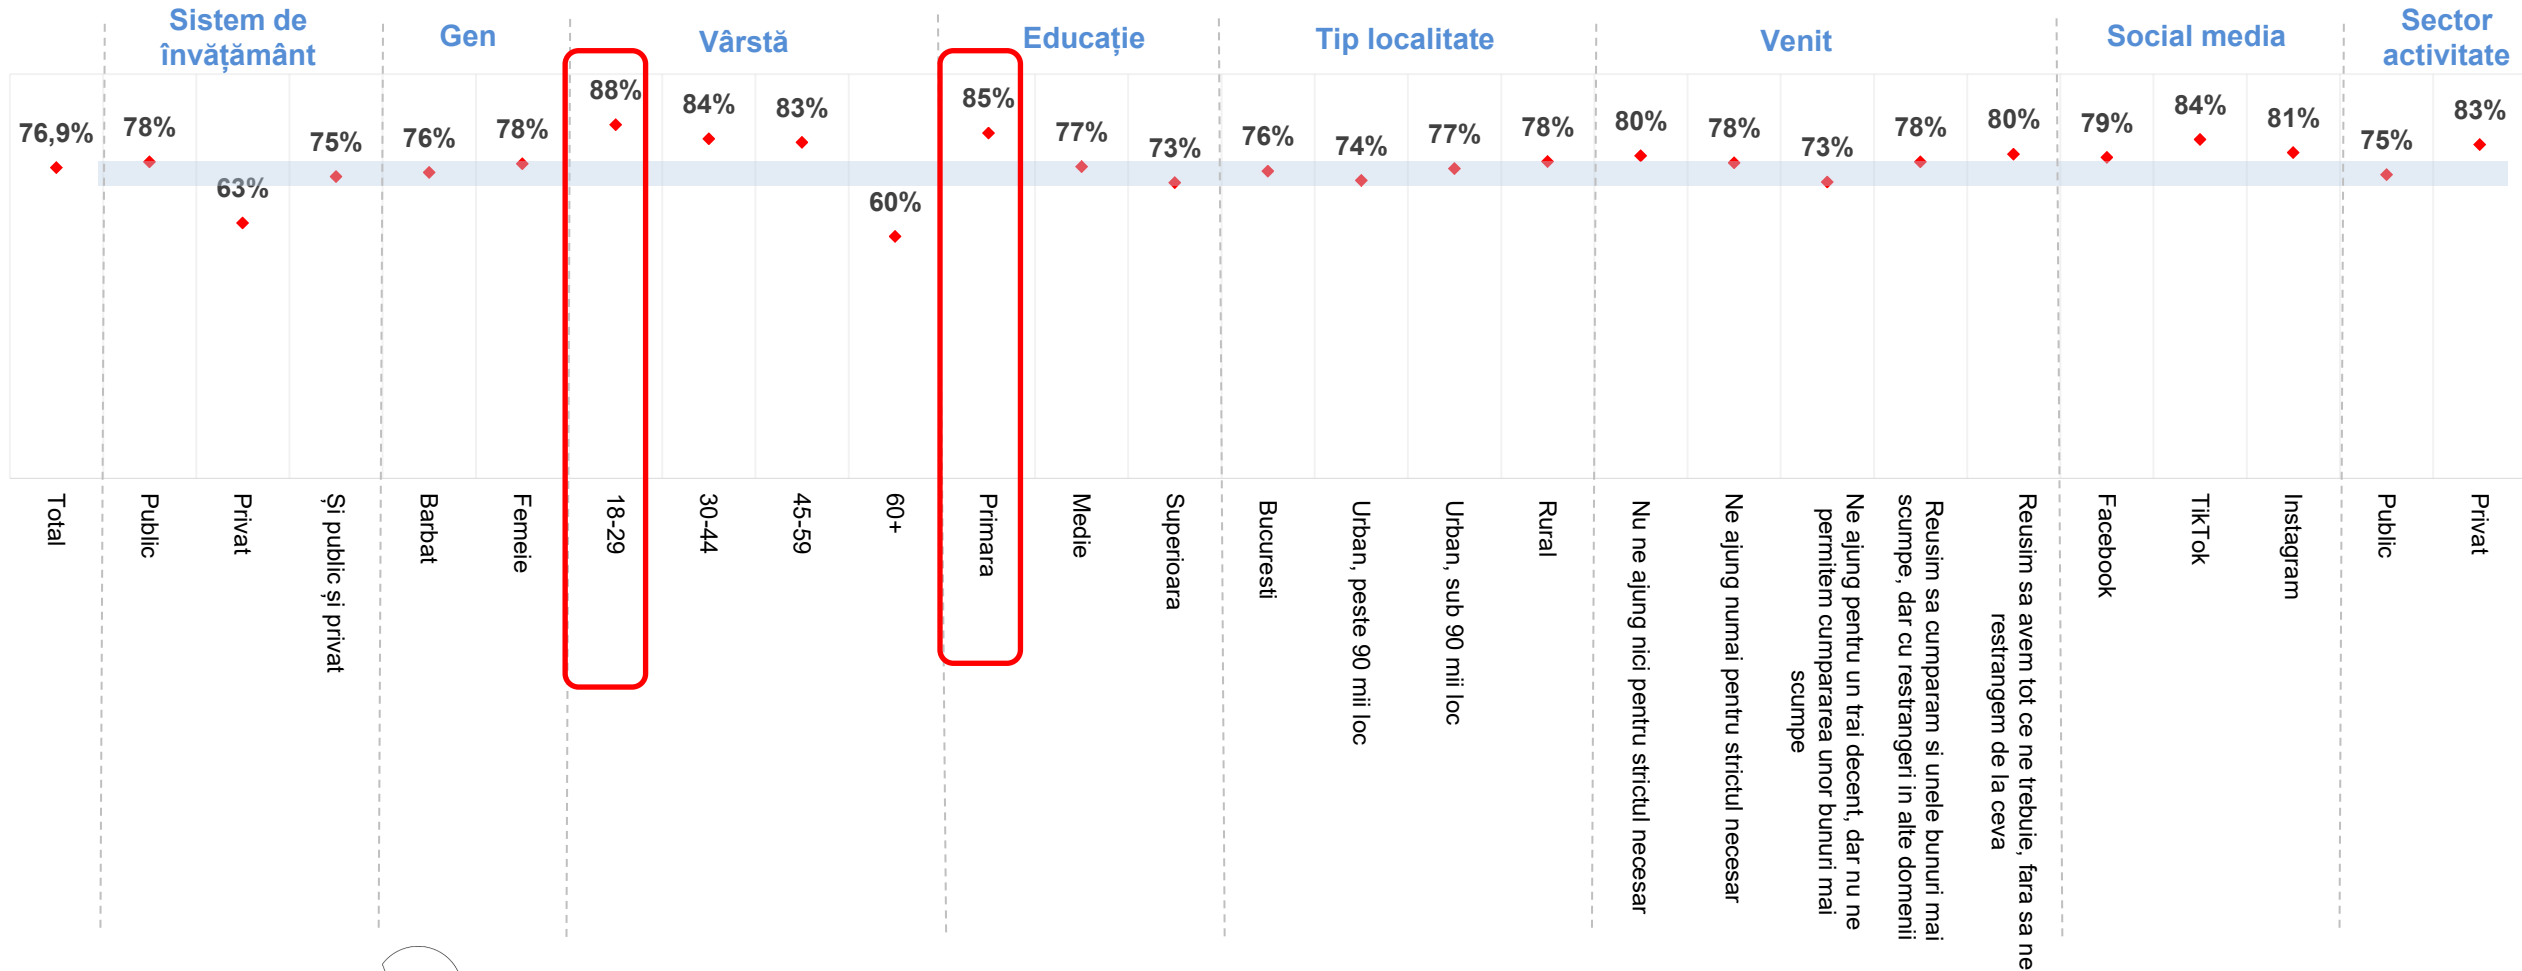 Sistem de
învățământ
Gen
Vârstă
Educație
Tip localitate
Venit
Social media
Sector
activitate
76,9%
78%
63%
75%
76%
78%
88%
84%
83%
60%
85%
77%
73%
76%
74%
77%
78%
80%
78%
73%
78%
80%
79%
84%
81%
75%
83%
Total
Public
Privat
Și public și privat
Barbat
Femeie
18-29
30-44
45-59
60+
Primara
Medie
Superioara
Bucuresti
Urban, peste 90 mii loc
Urban, sub 90 mii loc
Rural
Nu ne ajung nici pentru strictul necesar
Ne ajung numai pentru strictul necesar
Ne ajung pentru un trai decent, dar nu ne
permitem cumpararea unor bunuri mai
scumpe
Reusim sa cumparam si unele bunuri mai
scumpe, dar cu restrangeri in alte domenii
Reusim sa avem tot ce ne trebuie, fara sa ne
restrangem de la ceva
Facebook
TikTok
Instagram
Public
Privat